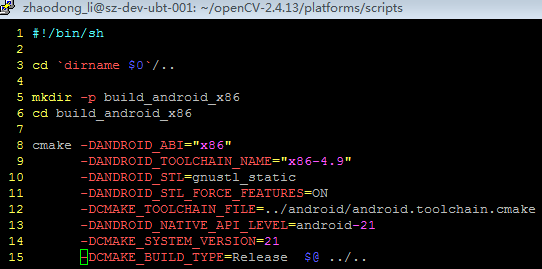 zhaodong_li@sz-dev-ubt-001: ~/openCV-2.4.13/platforms/scripts
1 #!/bin/sh
2
3 cd `dirname $0`/..
4
5 mkdir -p build_android_x86
6 cd build_android_x86
7
8 cmake -DANDROID_ABI="x86"
9 -DANDROID_TOOLCHAIN_NAME="x86-4.9"
10 -DANDROID_STL=gnustl_static
11 -DANDROID_STL_FORCE_FEATURES=ON
12 -DCMAKE_TOOLCHAIN_FILE=../android/android.toolchain.cmake
13 -DANDROID_NATIVE_API_LEVEL=android-21
14 -DCMAKE_SYSTEM_VERSION=21
15 -DCMAKE_BUILD_TYPE=Release $@ ../..